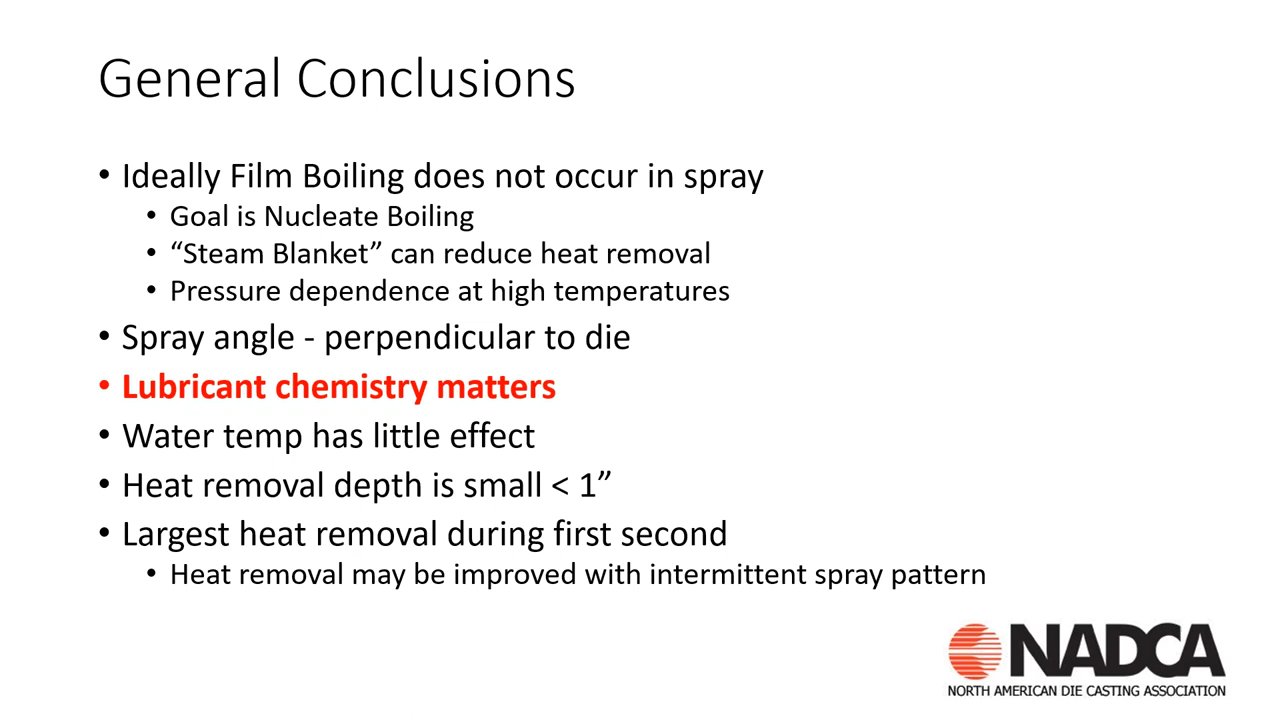 General Conclusions
• Ideally Film Boiling does not occur in spray
• Goal is Nucleate Boiling
• “Steam Blanket” can reduce heat removal
• Pressure dependence at high temperatures
• Spray angle - perpendicular to die
• Lubricant chemistry matters
• Water temp has little effect
• Heat removal depth is small < 1”
• Largest heat removal during first second
• Heat removal may be improved with intermittent spray pattern
NADCA
NORTH AMERICAN DIE CASTING ASSOCIATION